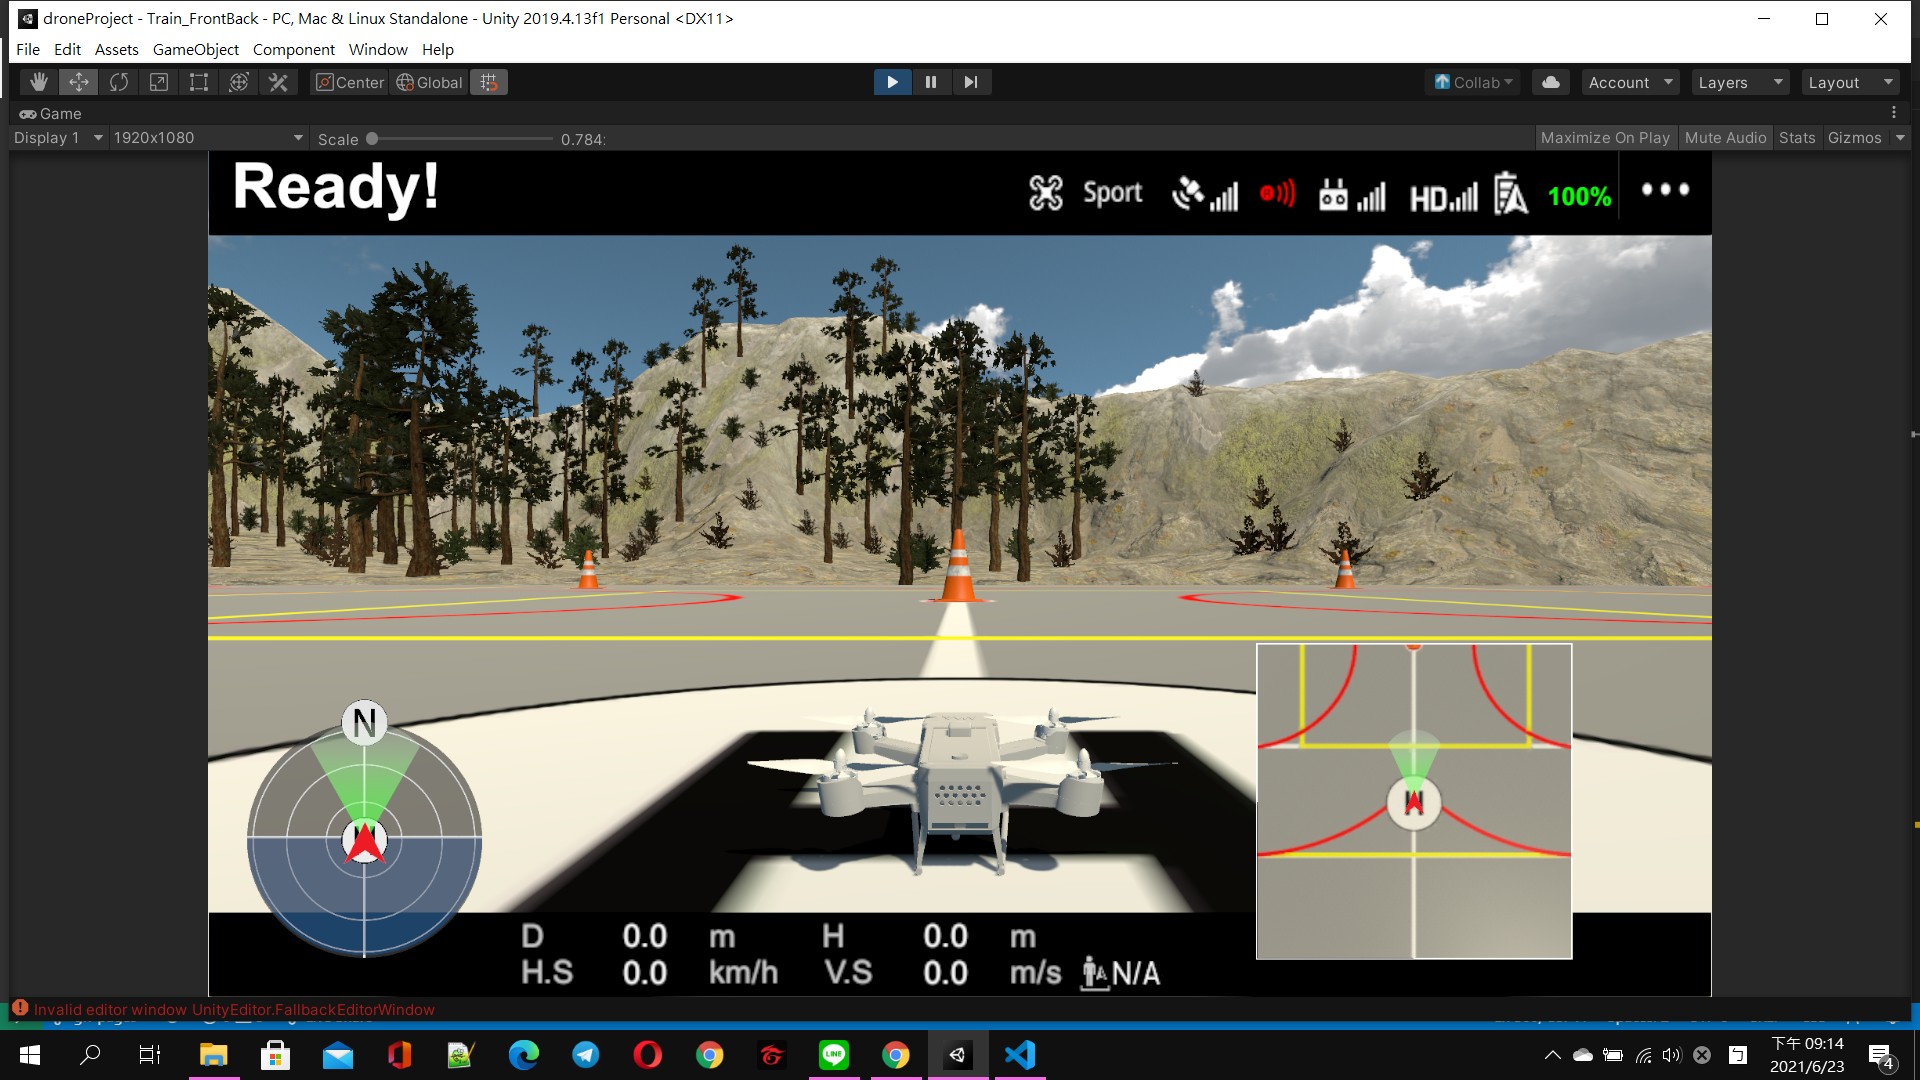 droneProject - Train_FrontBack - PC, Mac & Linux Standalone - Unity 2019.4.13f1 Personal <DX11>
File Edit Assets GameObject Component Window Help
Center Global Collab Account Layers Layout
Game
Display 1 1920x1080 Scale 0.784: Maximize On Play Mute Audio Stats Gizmos
Ready! Sport HD 100%
N
H
H
D 0.0 m H 0.0 m
H.S 0.0 km/h V.S 0.0 m/s N/A
Invalid editor window UnityEditor.FallbackEditorWindow
LINE
下午 09:14
2021/6/23
4